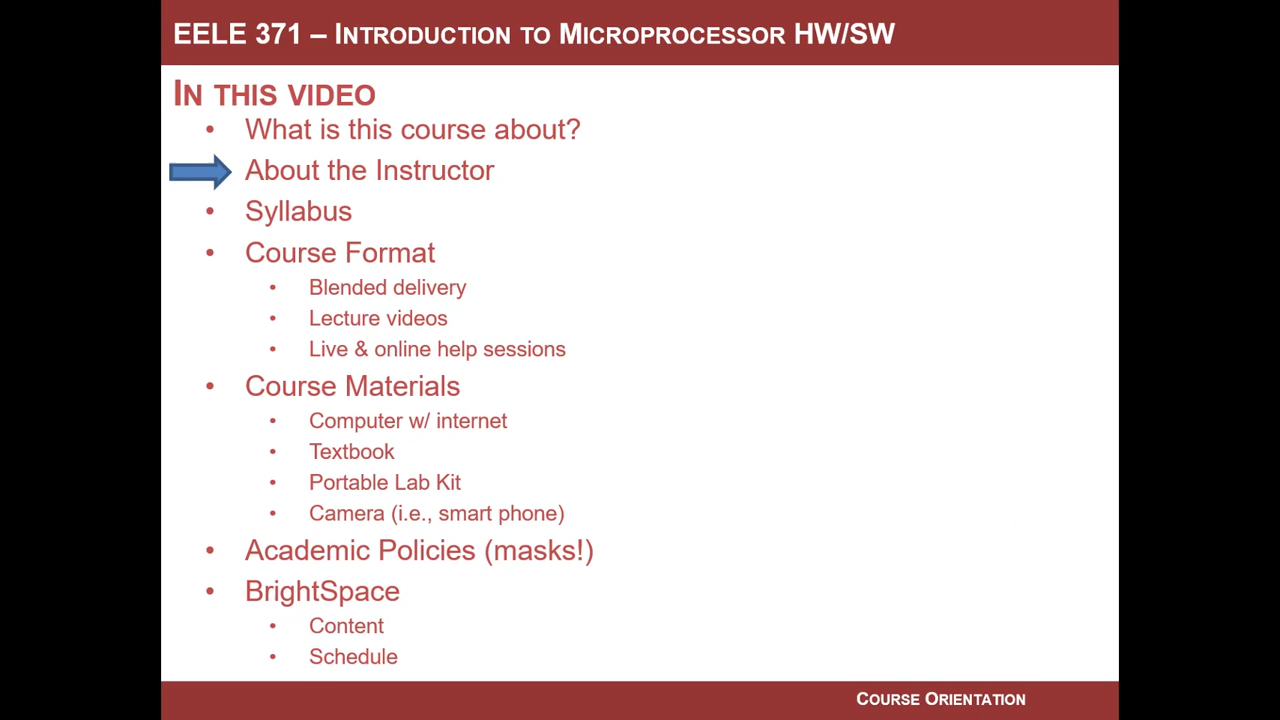 EELE 371 – INTRODUCTION TO MICROPROCESSOR HW/SW
IN THIS VIDEO
• What is this course about?
About the Instructor
• Syllabus
• Course Format
• Blended delivery
• Lecture videos
• Live & online help sessions
• Course Materials
• Computer w/ internet
• Textbook
• Portable Lab Kit
• Camera (i.e., smart phone)
• Academic Policies (masks!)
• BrightSpace
• Content
• Schedule
COURSE ORIENTATION